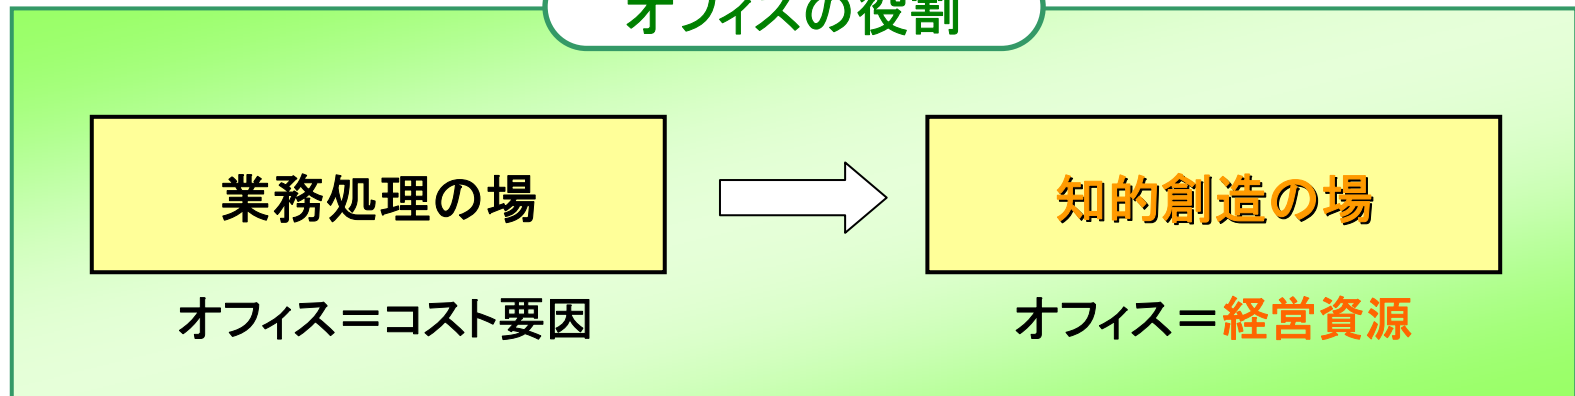 オフィスの役割
業務処理の場
知的創造の場
オフィス＝コスト要因
オフィス＝経営資源